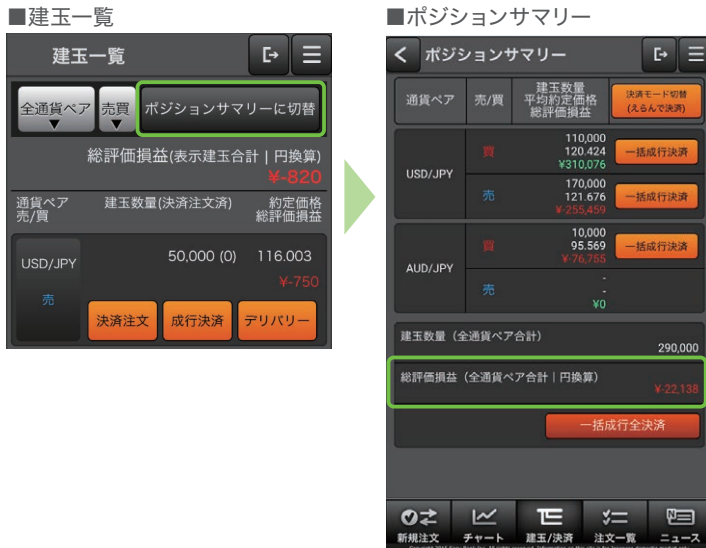 ■建玉一覧
建玉一覧
全通貨ペア▼
売買▼
ポジションサマリーに切替
総評価損益(表示建玉合計 | 円換算)
¥-820
通貨ペア 建玉数量(決済注文済) 約定価格
売/買 総評価損益
USD/JPY 50,000 (0) 116.003
¥-750
売
決済注文 成行決済 デリバリー
■ポジションサマリー
ポジションサマリー
通貨ペア 売/買
建玉数量
平均約定価格
総評価損益
決済モード切替
(えらんで決済)
USD/JPY
買
110,000
120.424
¥310,076
一括成行決済
売
170,000
121.676
¥-255,459
一括成行決済
AUD/JPY
買
10,000
95.569
¥-76,755
一括成行決済
売
-
-
¥0
建玉数量（全通貨ペア合計）
290,000
総評価損益（全通貨ペア合計 | 円換算）
¥-22,138
一括成行全決済
新規注文 チャート 建玉/決済 注文一覧 ニュース